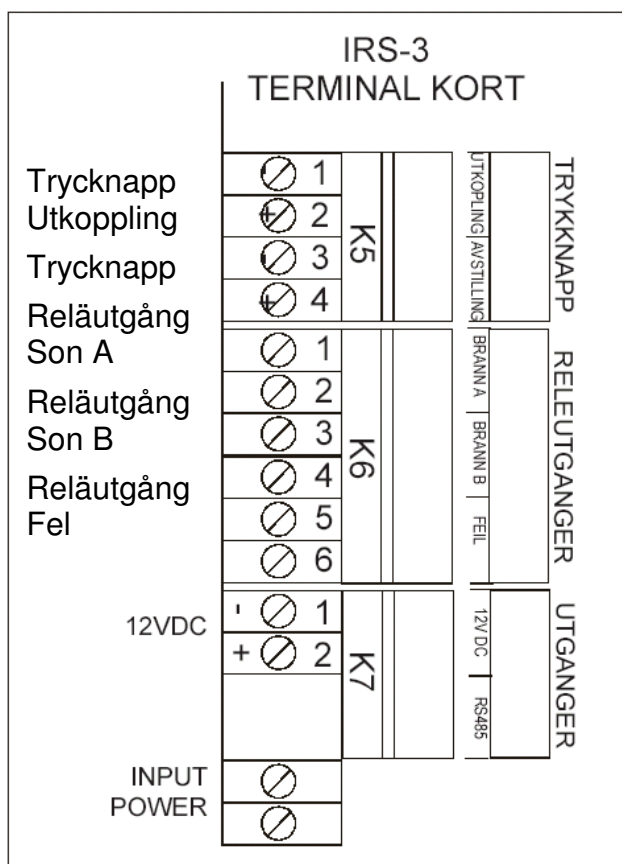 IRS-3
TERMINAL KORT
Trycknapp
Utkoppling
Trycknapp
Reläutgång
Son A
Reläutgång
Son B
Reläutgång
Fel
12VDC
INPUT
POWER
- 1
+ 2
- 3
+ 4
K5
UTKOPLING
AVSTILLING
TRYKKNAPP
1
2
3
4
5
6
K6
BRANN A
BRANN B
FEIL
RELEUTGANGER
- 1
+ 2
K7
12V DC
RS485
UTGANGER